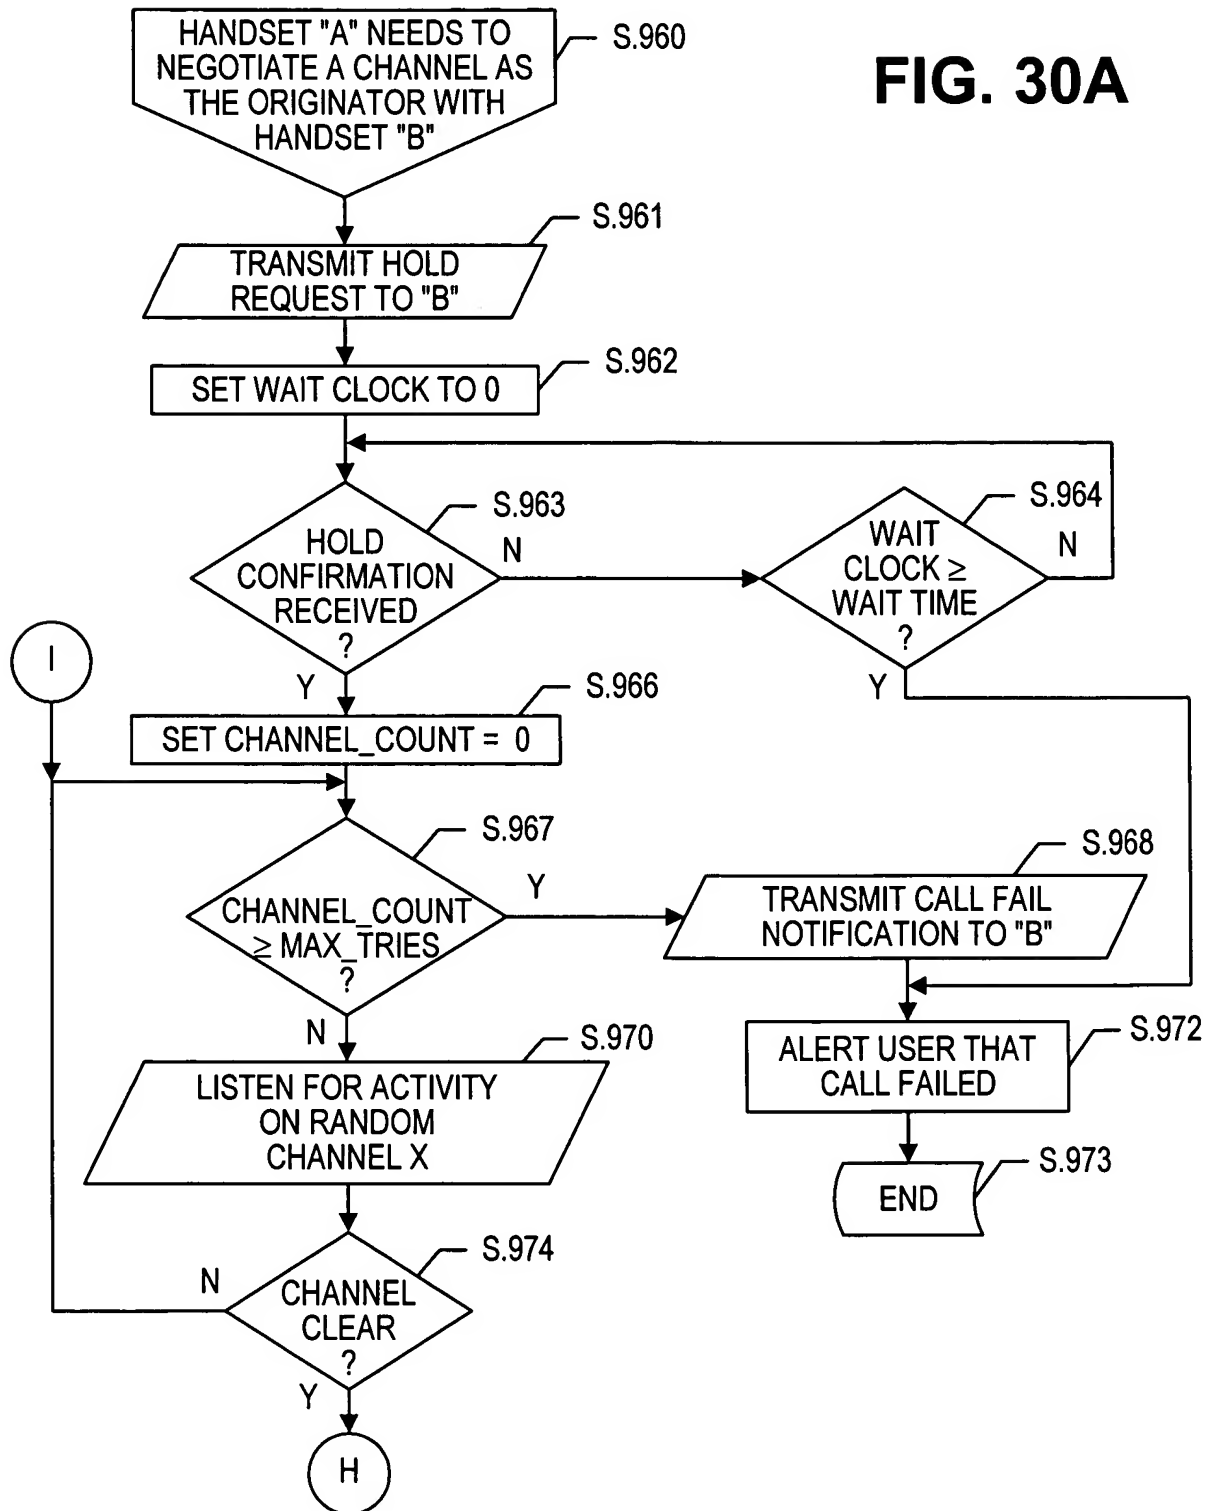 HANDSET "A" NEEDS TO
NEGOTIATE A CHANNEL AS
THE ORIGINATOR WITH
HANDSET "B"
S.960
FIG. 30A
S.961
TRANSMIT HOLD
REQUEST TO "B"
S.962
SET WAIT CLOCK TO 0
S.963
HOLD
CONFIRMATION
RECEIVED
?
N
Y
S.964
WAIT
CLOCK ≥
WAIT TIME
?
N
Y
I
S.966
SET CHANNEL_COUNT = 0
S.967
CHANNEL_COUNT
≥ MAX_TRIES
?
Y
N
S.968
TRANSMIT CALL FAIL
NOTIFICATION TO "B"
S.970
LISTEN FOR ACTIVITY
ON RANDOM
CHANNEL X
S.972
ALERT USER THAT
CALL FAILED
S.973
END
S.974
CHANNEL
CLEAR
?
N
Y
H